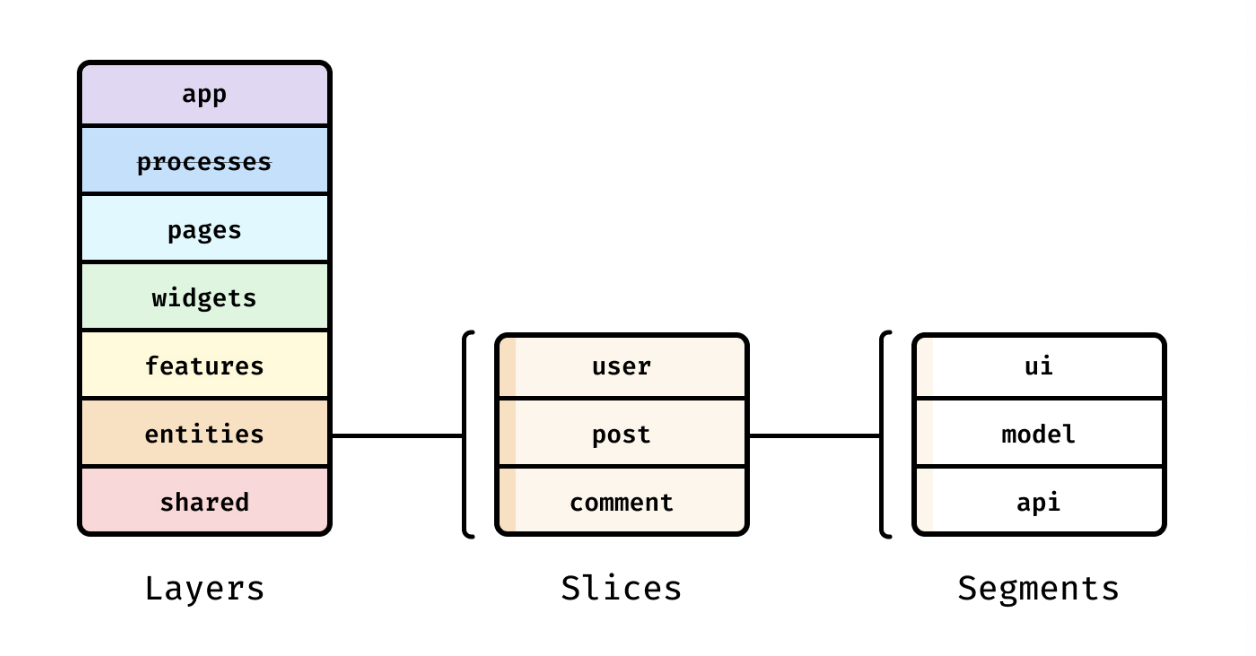 app
processes
pages
widgets
features
entities
shared
Layers
user
post
comment
Slices
ui
model
api
Segments